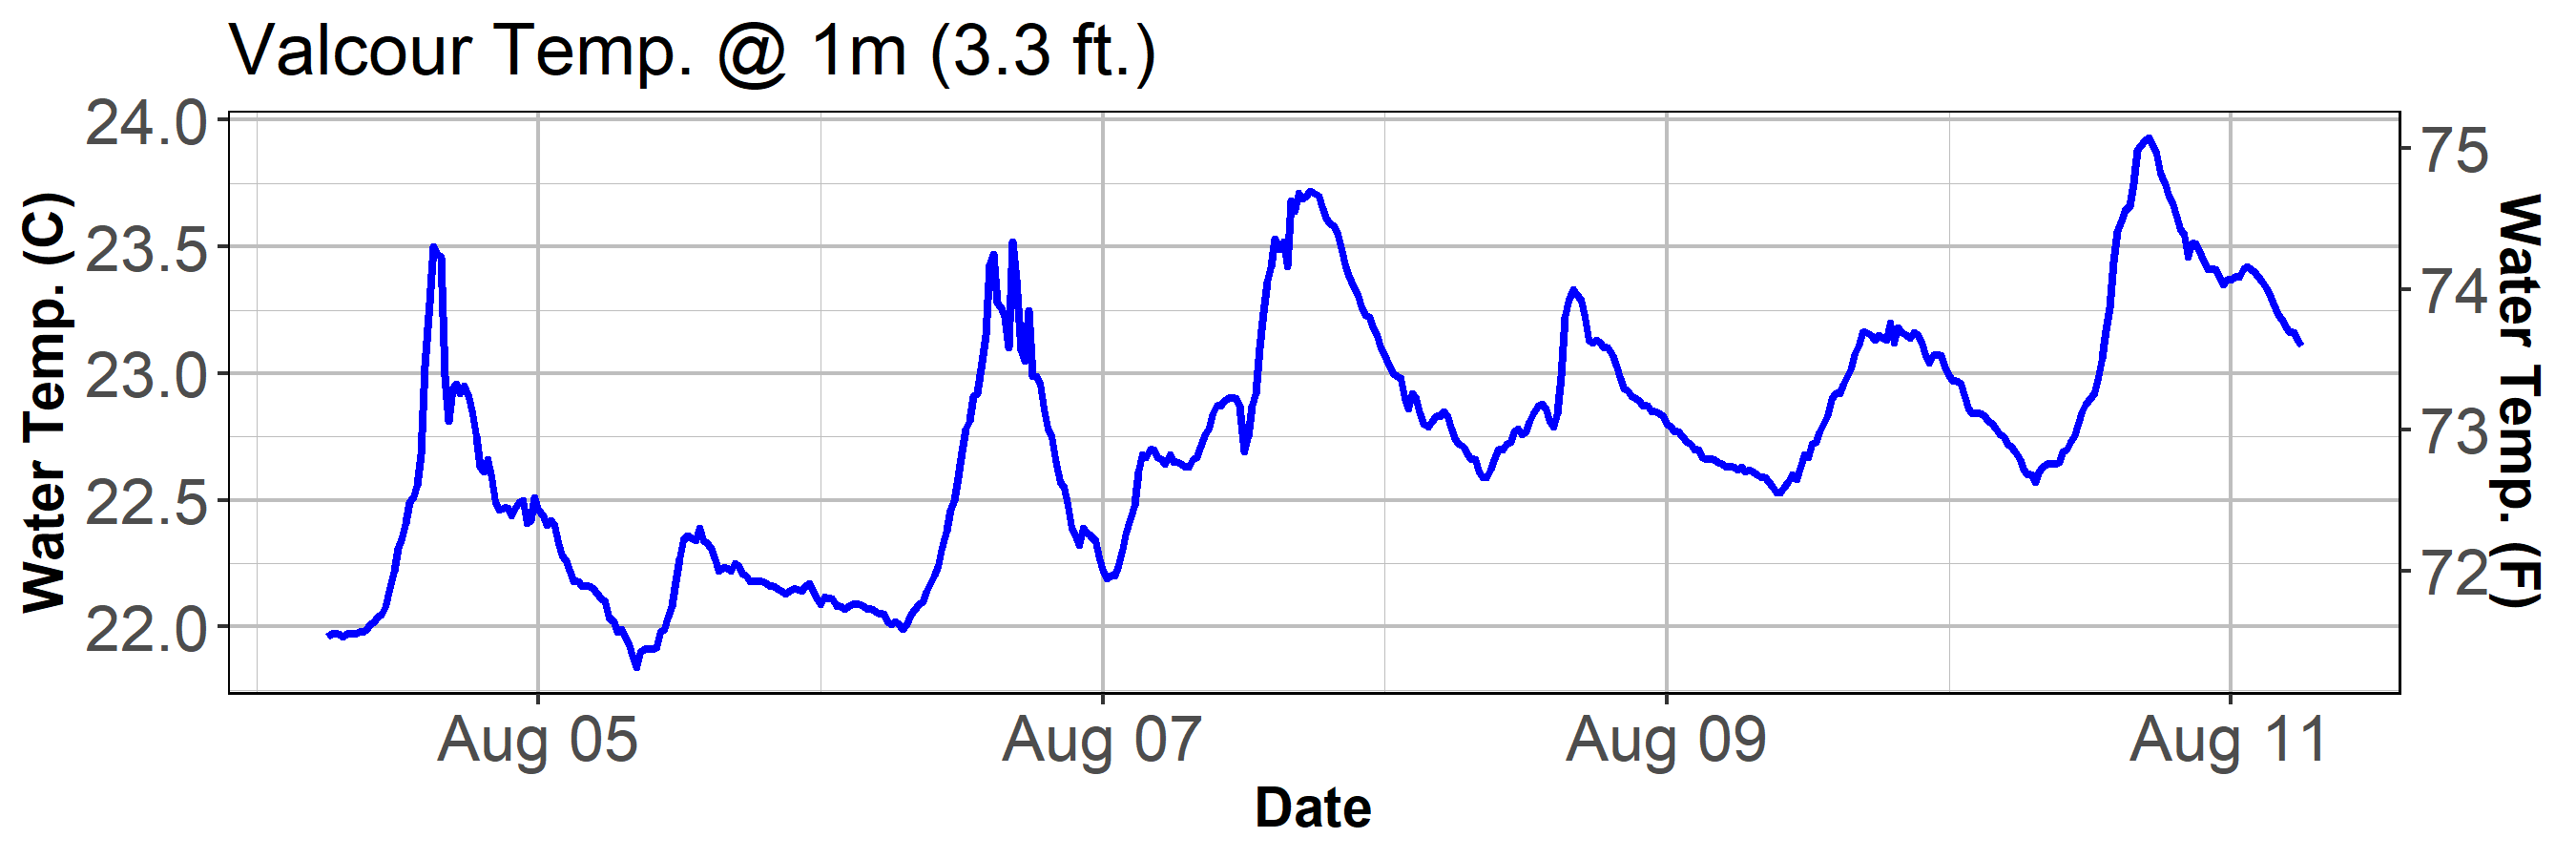 Valcour Temp. @ 1m (3.3 ft.)
Water Temp. (C)
24.0
23.5
23.0
22.5
22.0
75
74
73
72
Water Temp. (F)
Aug 05 Aug 07 Aug 09 Aug 11
Date